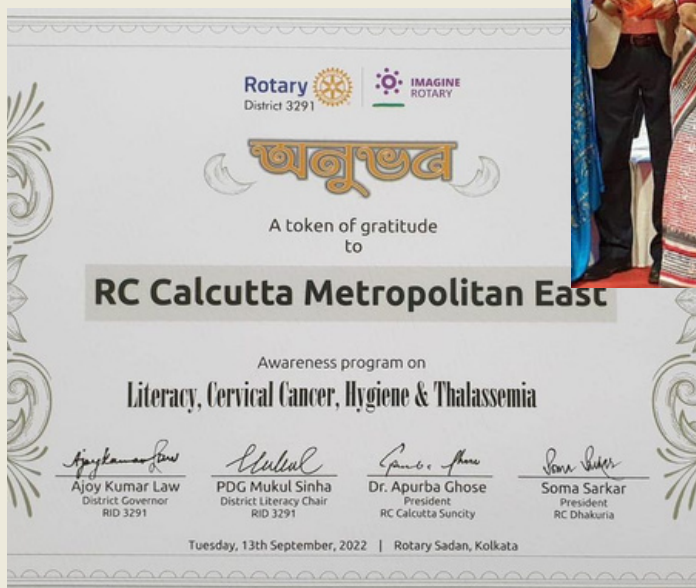 Rotary
District 3291
IMAGINE
ROTARY
অনুভব
A token of gratitude
to
RC Calcutta Metropolitan East
Awareness program on
Literacy, Cervical Cancer, Hygiene & Thalassemia
Ajoy Kumar Law
District Governor
RID 3291
PDG Mukul Sinha
District Literacy Chair
RID 3291
Dr. Apurba Ghose
President
RC Calcutta Suncity
Soma Sarkar
President
RC Dhakuria
Tuesday, 13th September, 2022 | Rotary Sadan, Kolkata